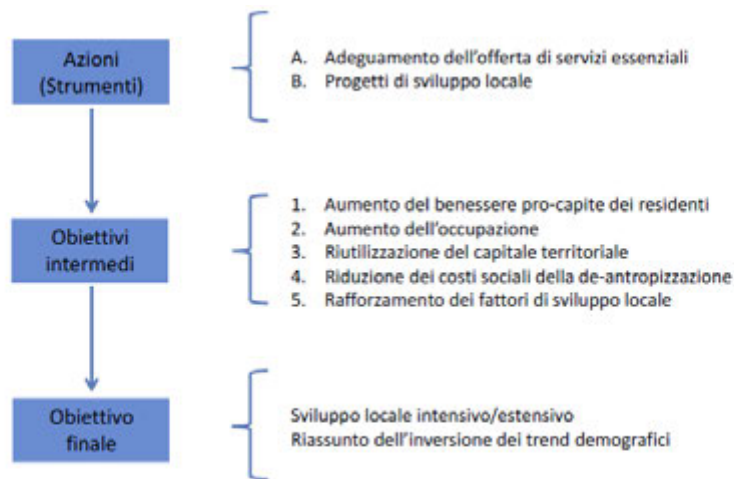 Azioni
(Strumenti)
A. Adeguamento dell'offerta di servizi essenziali
B. Progetti di sviluppo locale
Obiettivi
intermedi
1. Aumento del benessere pro-capite dei residenti
2. Aumento dell'occupazione
3. Riutilizzazione del capitale territoriale
4. Riduzione dei costi sociali della de-antropizzazione
5. Rafforzamento dei fattori di sviluppo locale
Obiettivo
finale
Sviluppo locale intensivo/estensivo
Riassunto dell'inversione dei trend demografici